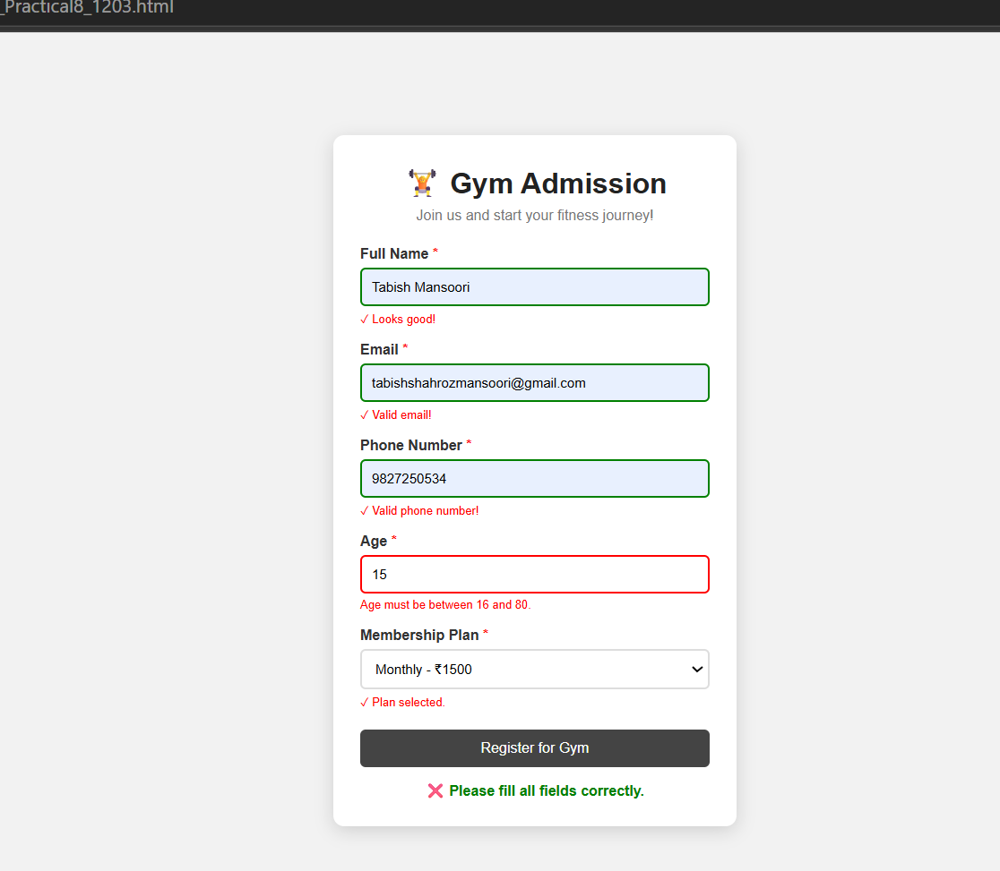 _Practical8_1203.html
Gym Admission
Join us and start your fitness journey!
Full Name *
Tabish Mansoori
✓ Looks good!
Email *
tabishshahrozmansoori@gmail.com
✓ Valid email!
Phone Number *
9827250534
✓ Valid phone number!
Age *
15
Age must be between 16 and 80.
Membership Plan *
Monthly - ₹1500
✓ Plan selected.
Register for Gym
❌ Please fill all fields correctly.